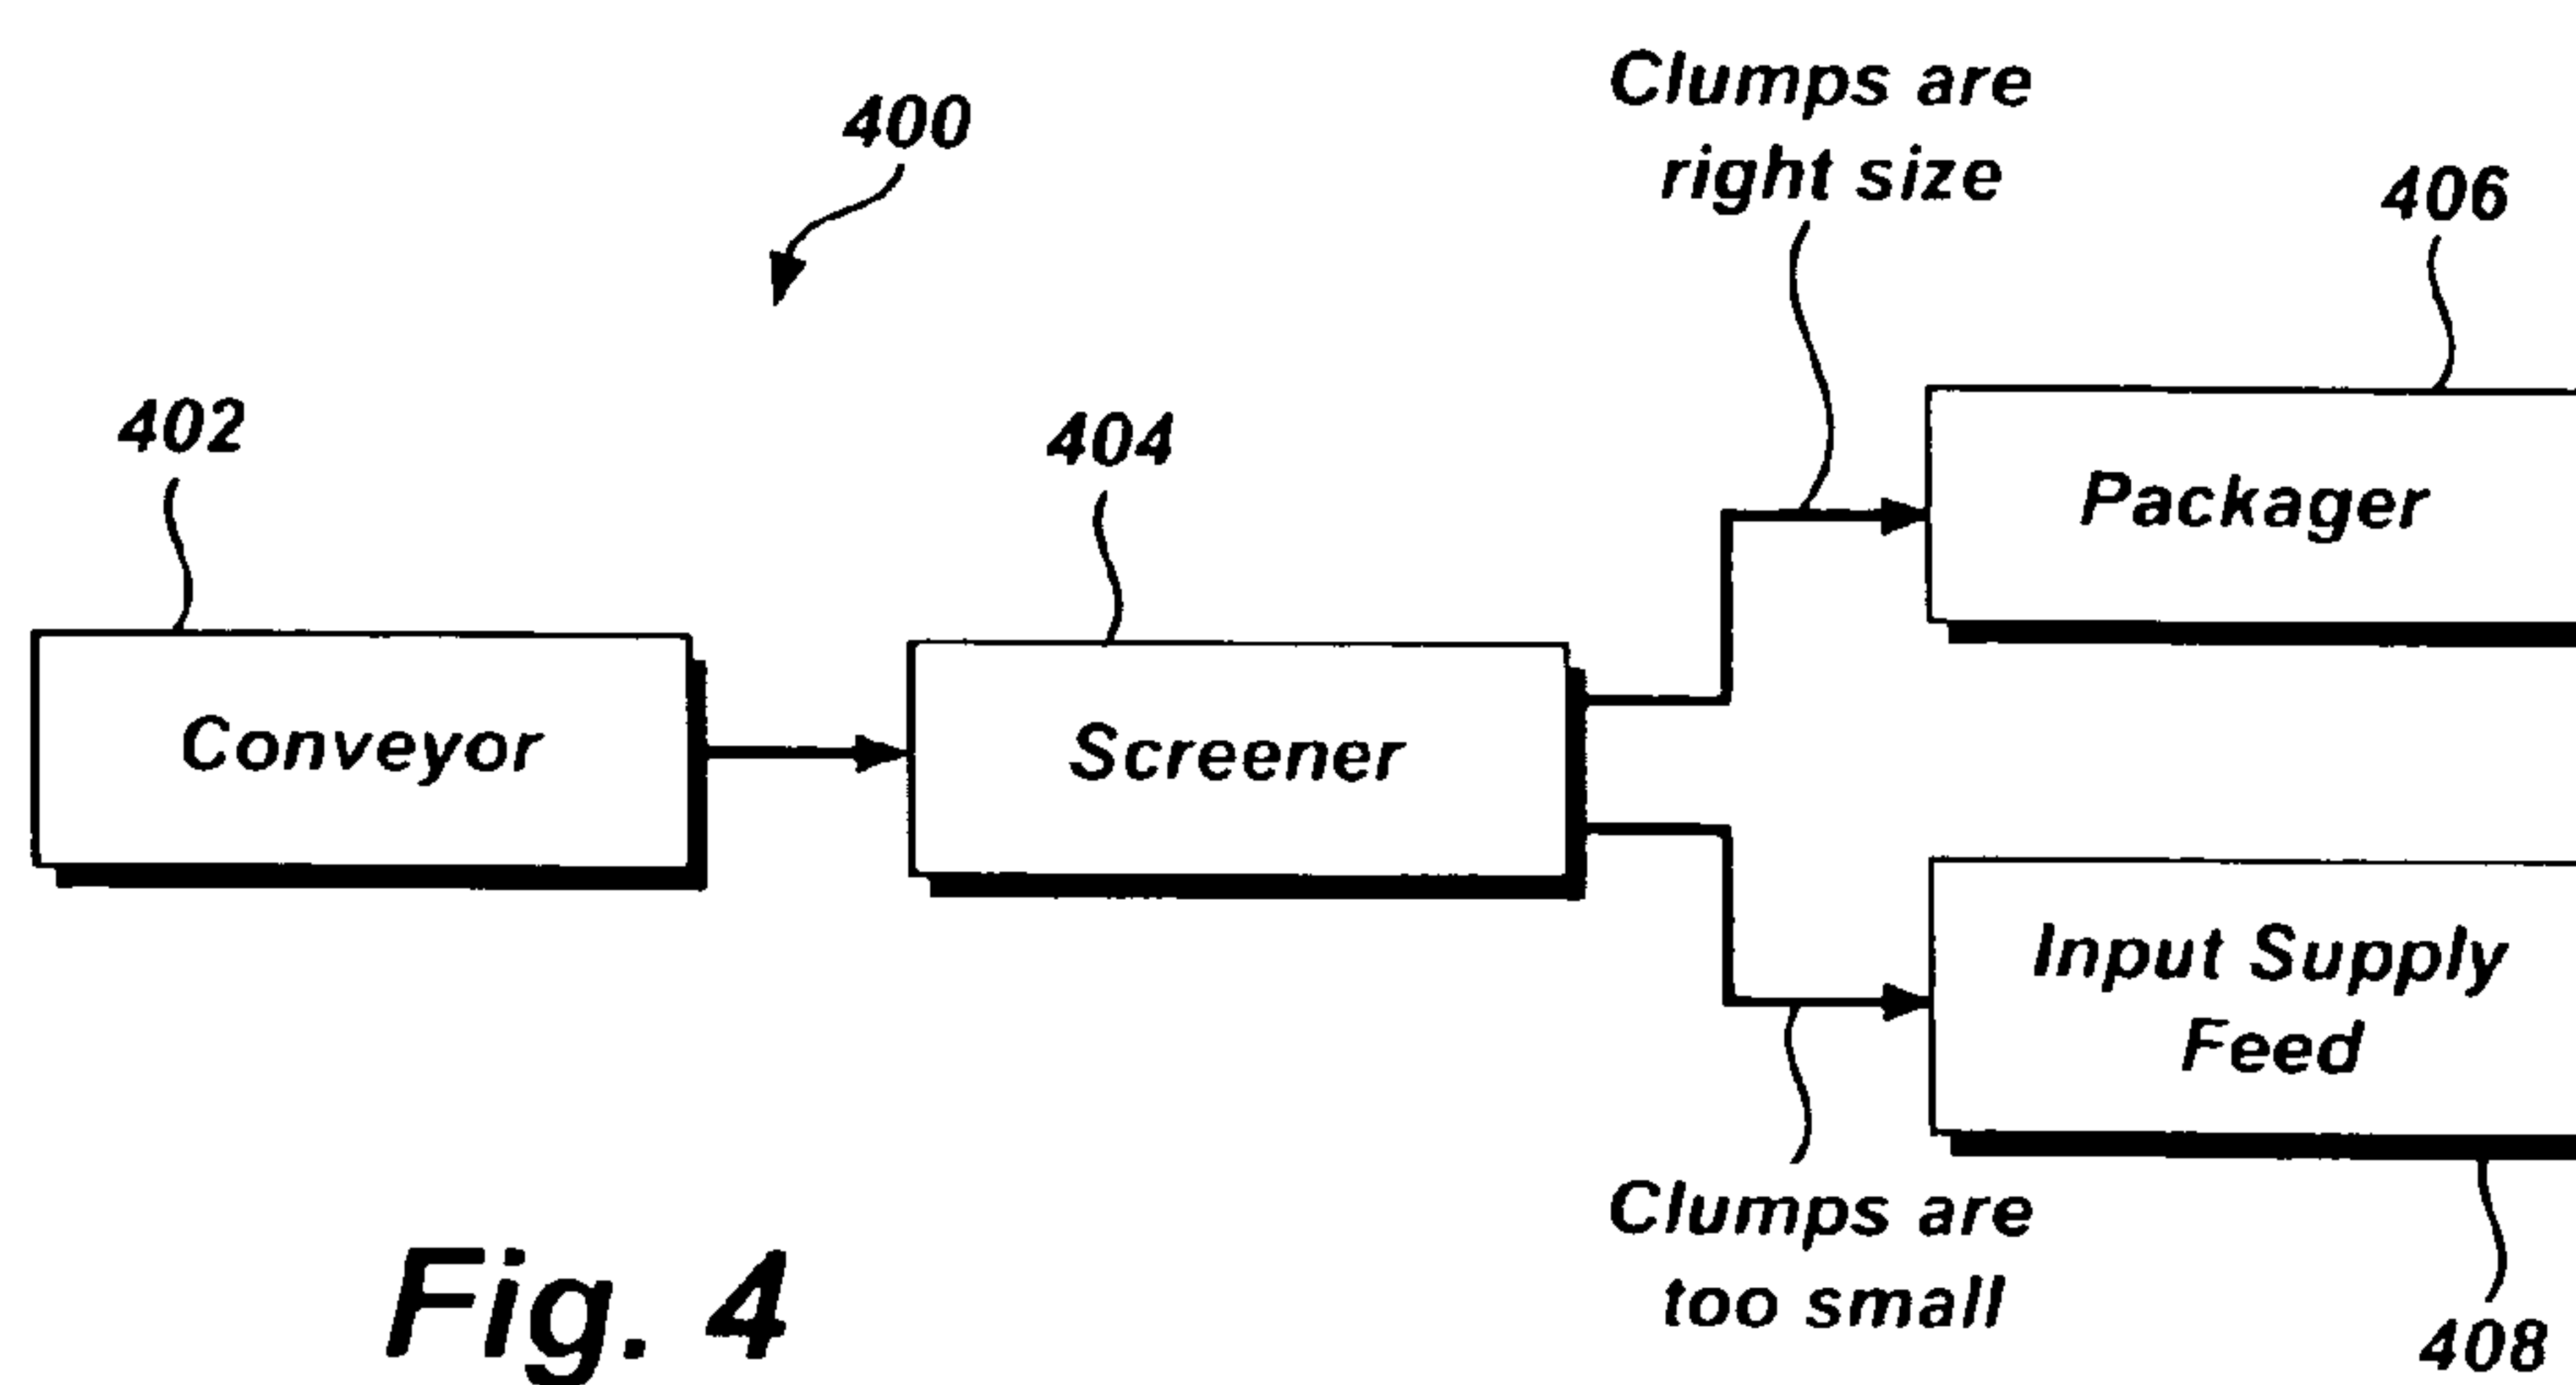 400
Clumps are
right size
406
402
404
Packager
Conveyor
Screener
Input Supply
Feed
Clumps are
too small
408
Fig. 4